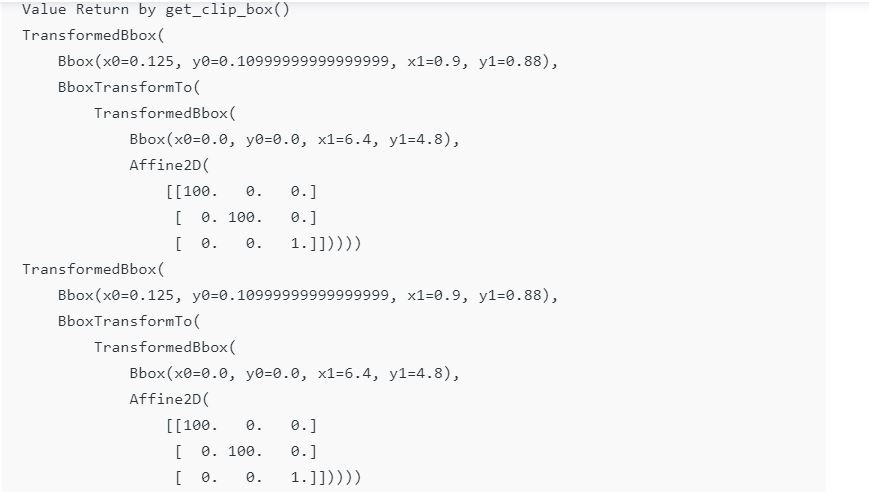 Value Return by get_clip_box()
TransformedBbox(
    Bbox(x0=0.125, y0=0.10999999999999999, x1=0.9, y1=0.88),
    BboxTransformTo(
        TransformedBbox(
            Bbox(x0=0.0, y0=0.0, x1=6.4, y1=4.8),
            Affine2D(
                [[100.   0.   0.]
                 [  0. 100.   0.]
                 [  0.   0.   1.]]))))
TransformedBbox(
    Bbox(x0=0.125, y0=0.10999999999999999, x1=0.9, y1=0.88),
    BboxTransformTo(
        TransformedBbox(
            Bbox(x0=0.0, y0=0.0, x1=6.4, y1=4.8),
            Affine2D(
                [[100.   0.   0.]
                 [  0. 100.   0.]
                 [  0.   0.   1.]]))))